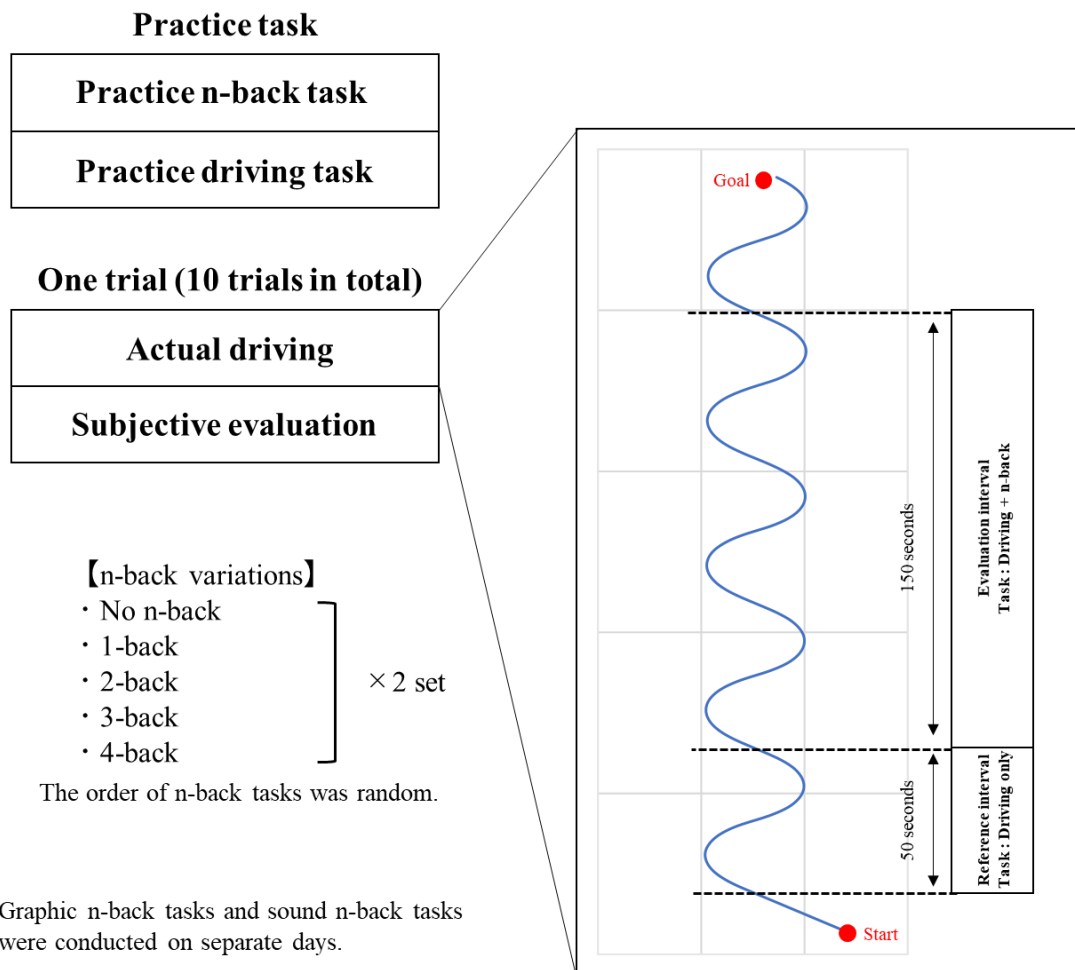 Practice task
Practice n-back task
Practice driving task
One trial (10 trials in total)
Actual driving
Subjective evaluation
【n-back variations】
・No n-back
・1-back
・2-back
・3-back
・4-back
×2 set
The order of n-back tasks was random.
Graphic n-back tasks and sound n-back tasks
were conducted on separate days.
Goal
150 seconds
Evaluation interval
Task : Driving + n-back
50 seconds
Reference interval
Task : Driving only
Start